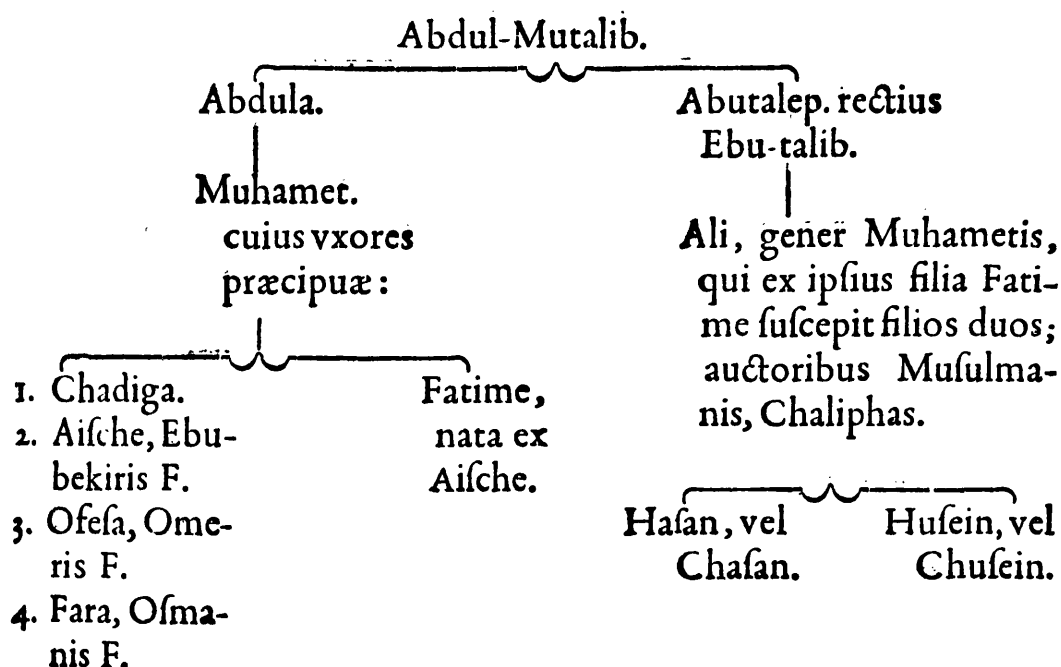 Abdul-Mutalib.
Abdula.
Abutalep. rectius
Ebu-talib.
Muhamet.
cuius vxores
præcipuæ:
Ali, gener Muhametis,
qui ex ipſius filia Fati-
me ſuſcepit filios duos;
auctoribus Muſulma-
nis, Chaliphas.
1. Chadiga.
2. Aiſche, Ebu-
bekiris F.
3. Ofeſa, Ome-
ris F.
4. Fara, Oſma-
nis F.
Fatime,
nata ex
Aiſche.
Haſan, vel
Chaſan.
Huſein, vel
Chuſein.